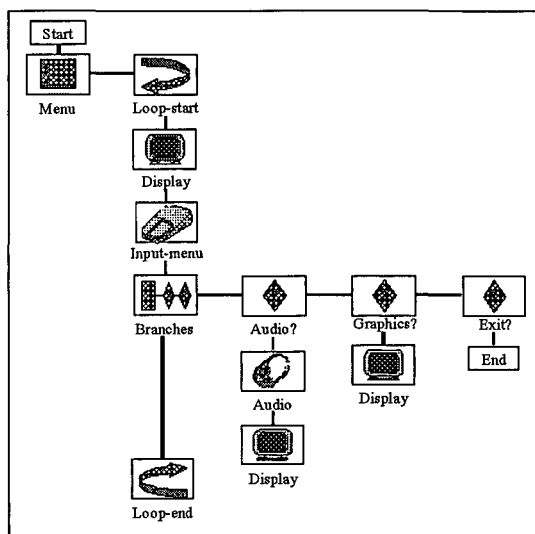 Start
Menu
Loop-start
Display
Input-menu
Branches
Audio?
Graphics?
Exit?
End
Audio
Display
Display
Loop-end